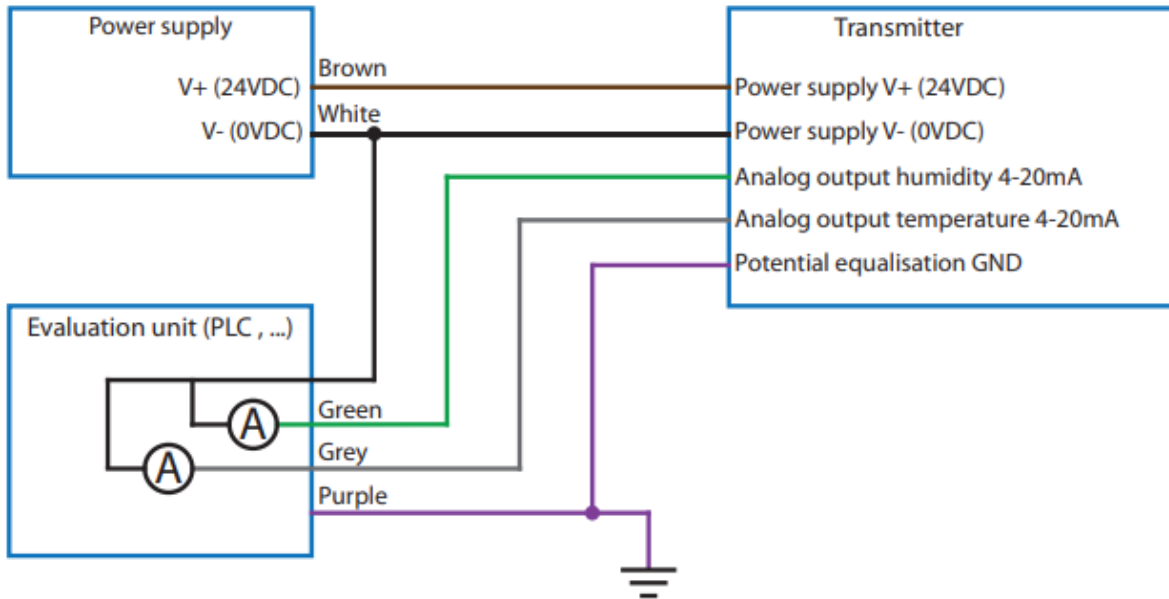 Power supply
Transmitter
Brown
V+ (24VDC)
Power supply V+ (24VDC)
White
V- (0VDC)
Power supply V- (0VDC)
Analog output humidity 4-20mA
Analog output temperature 4-20mA
Potential equalisation GND
Evaluation unit (PLC , ...)
Green
A
Grey
A
Purple